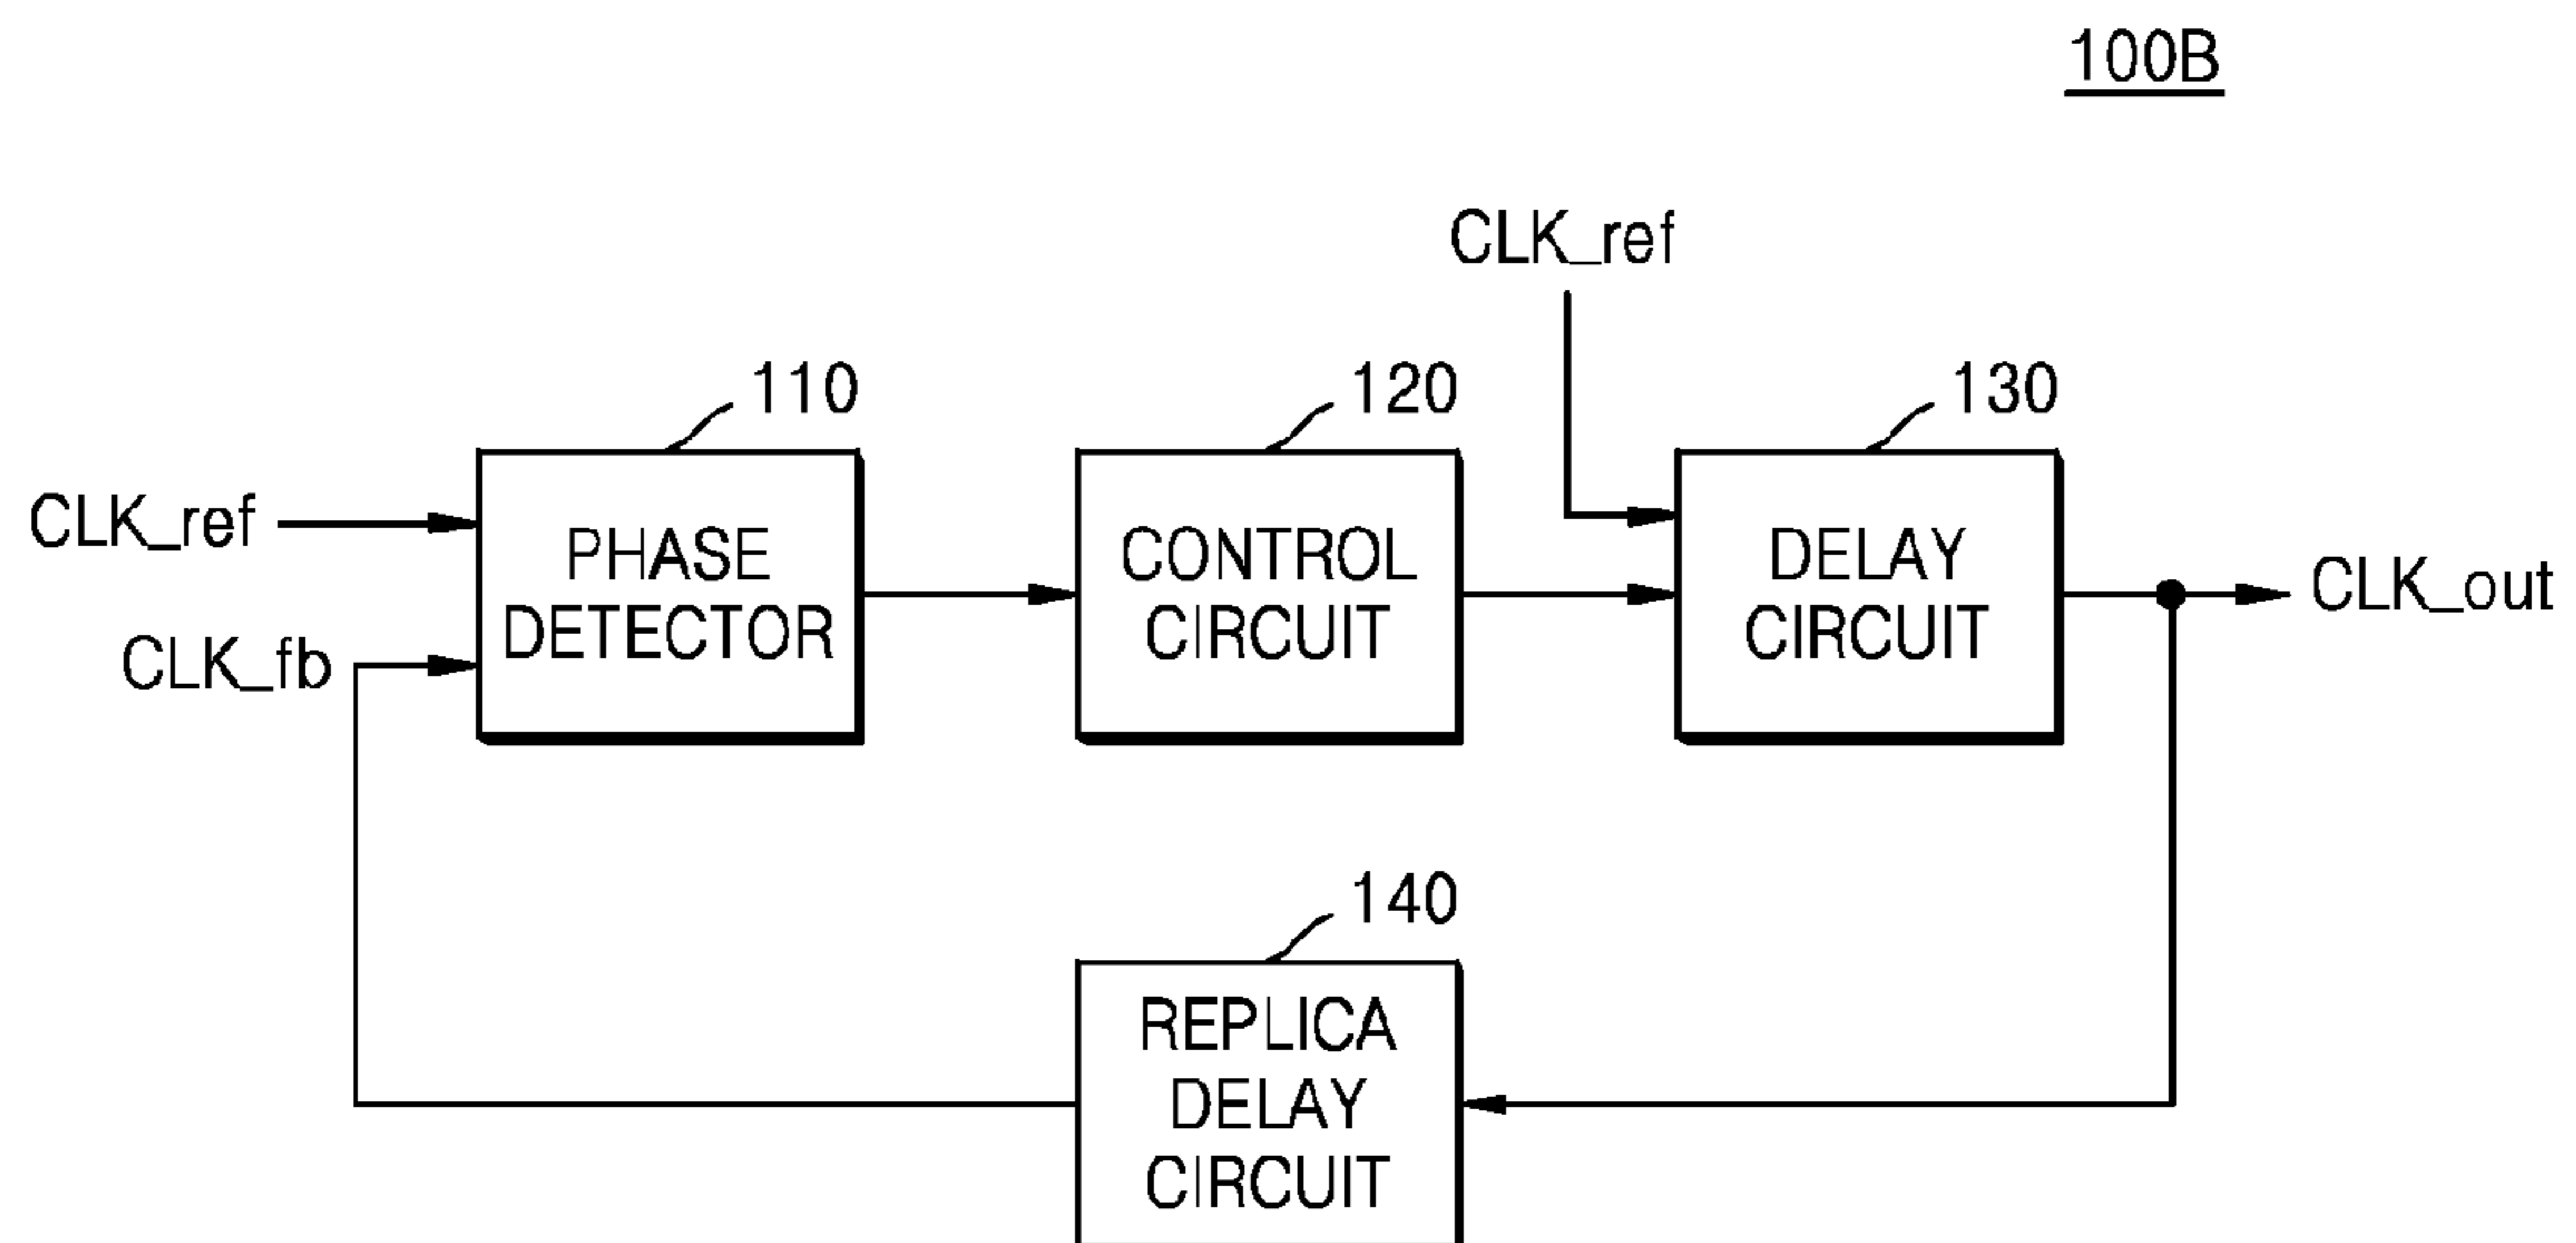 100B
CLK_ref
110
120
130
CLK_ref
CLK_fb
PHASE
DETECTOR
CONTROL
CIRCUIT
DELAY
CIRCUIT
CLK_out
140
REPLICA
DELAY
CIRCUIT